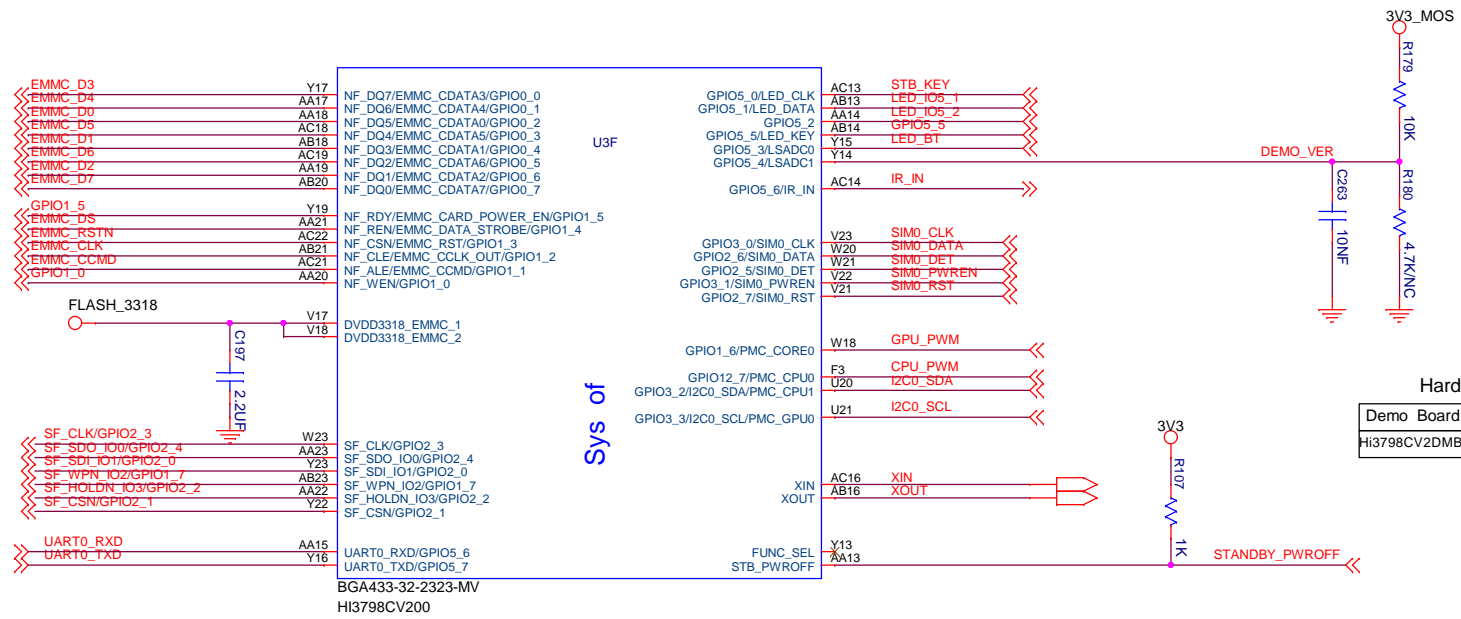 3V3_MOS
R179
10K
EMMC_D3 Y17 NF_DQ7/EMMC_CDATA3/GPIO0_0
EMMC_D4 AA17 NF_DQ6/EMMC_CDATA4/GPIO0_1
EMMC_D0 AA18 NF_DQ5/EMMC_CDATA0/GPIO0_2
EMMC_D5 AC18 NF_DQ4/EMMC_CDATA5/GPIO0_3
EMMC_D1 AB18 NF_DQ3/EMMC_CDATA1/GPIO0_4
EMMC_D6 AC19 NF_DQ2/EMMC_CDATA6/GPIO0_5
EMMC_D2 AA19 NF_DQ1/EMMC_CDATA2/GPIO0_6
EMMC_D7 AB20 NF_DQ0/EMMC_CDATA7/GPIO0_7
GPIO1_5 Y19 NF_RDY/EMMC_CARD_POWER_EN/GPIO1_5
EMMC_DS AA21 NF_REN/EMMC_DATA_STROBE/GPIO1_4
EMMC_RSTN AC22 NF_CSN/EMMC_RST/GPIO1_3
EMMC_CLK AB21 NF_CLE/EMMC_CCLK_OUT/GPIO1_2
EMMC_CCMD AC21 NF_ALE/EMMC_CCMD/GPIO1_1
GPIO1_0 AA20 NF_WEN/GPIO1_0
FLASH_3318
V17 DVDD3318_EMMC_1
V18 DVDD3318_EMMC_2
C197
2.2UF
SF_CLK/GPIO2_3 W23 SF_CLK/GPIO2_3
SF_SDO_IO0/GPIO2_4 AA23 SF_SDO_IO0/GPIO2_4
SF_SDI_IO1/GPIO2_0 Y23 SF_SDI_IO1/GPIO2_0
SF_WPN_IO2/GPIO1_7 AB23 SF_WPN_IO2/GPIO1_7
SF_HOLDN_IO3/GPIO2_2 AA22 SF_HOLDN_IO3/GPIO2_2
SF_CSN/GPIO2_1 Y22 SF_CSN/GPIO2_1
UART0_RXD AA15 UART0_RXD/GPIO5_6
UART0_TXD Y16 UART0_TXD/GPIO5_7
U3F
Sys of
BGA433-32-2323-MV
HI3798CV200
GPIO5_0/LED_CLK AC13 STB_KEY
GPIO5_1/LED_DATA AB13 LED_IO5_1
GPIO5_2 AA14 LED_IO5_2
GPIO5_5/LED_KEY AB14 GPIO5_5
GPIO5_3/LSADC0 Y15 LED_BT
GPIO5_4/LSADC1 Y14 DEMO_VER
GPIO5_6/IR_IN AC14 IR_IN
C263
10NF
R180
4.7K/NC
GPIO3_0/SIM0_CLK V23 SIM0_CLK
GPIO2_6/SIM0_DATA W20 SIM0_DATA
GPIO2_5/SIM0_DET W21 SIM0_DET
GPIO3_1/SIM0_PWREN V22 SIM0_PWREN
GPIO2_7/SIM0_RST V21 SIM0_RST
GPIO1_6/PMC_CORE0 W18 GPU_PWM
GPIO12_7/PMC_CPU0 F3 CPU_PWM
GPIO3_2/I2C0_SDA/PMC_CPU1 U20 I2C0_SDA
GPIO3_3/I2C0_SCL/PMC_GPU0 U21 I2C0_SCL
Hard
Demo Board
Hi3798CV2DMB
3V3
R107
1K
XIN AC16 XIN
XOUT AB16 XOUT
FUNC_SEL Y13
STB_PWROFF AA13 STANDBY_PWROFF